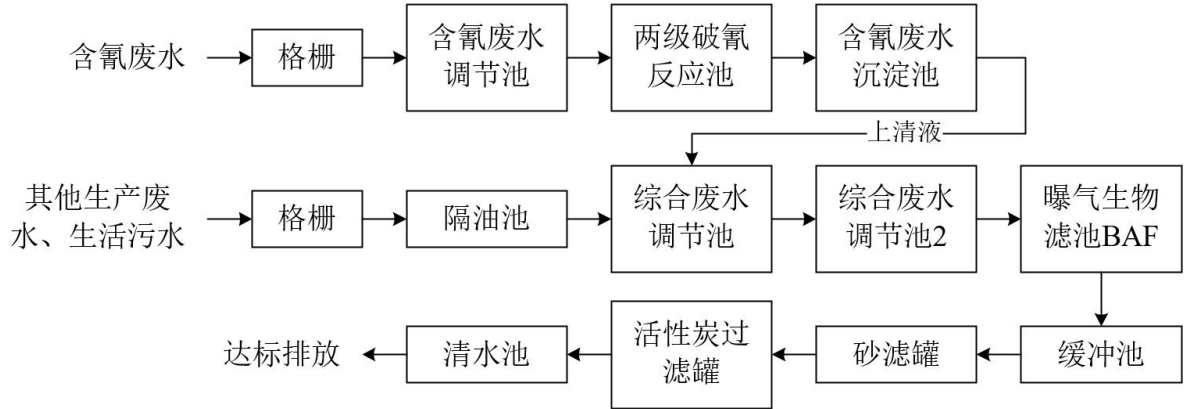 含氰废水
格栅
含氰废水
调节池
两级破氰
反应池
含氰废水
沉淀池
上清液
其他生产废
水、生活污水
格栅
隔油池
综合废水
调节池
综合废水
调节池2
曝气生物
滤池BAF
达标排放
清水池
活性炭过
滤罐
砂滤罐
缓冲池